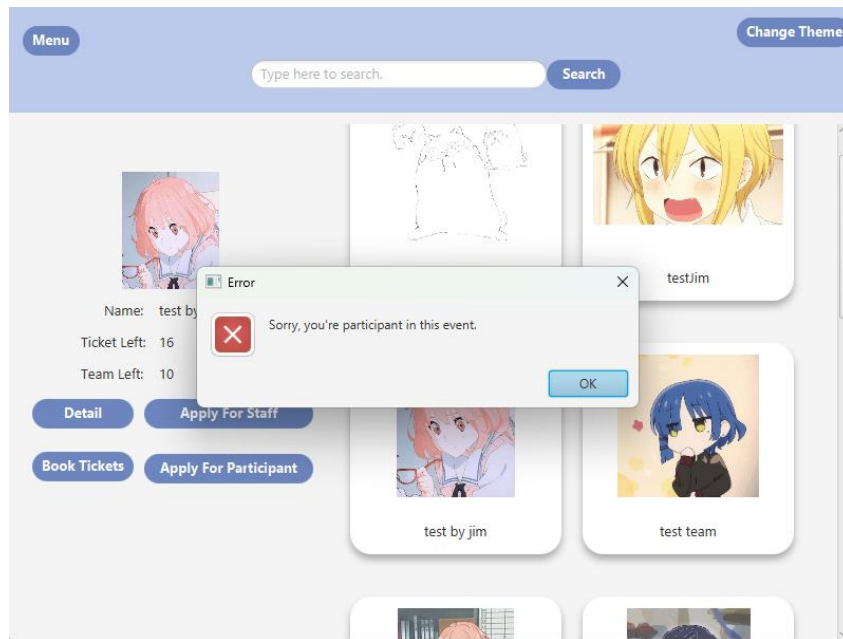 Menu
Change Theme
Type here to search.
Search
testJim
Error
Sorry, you're participant in this event.
OK
Name: test by
Ticket Left: 16
Team Left: 10
Detail
Apply For Staff
Book Tickets
Apply For Participant
test by jim
test team